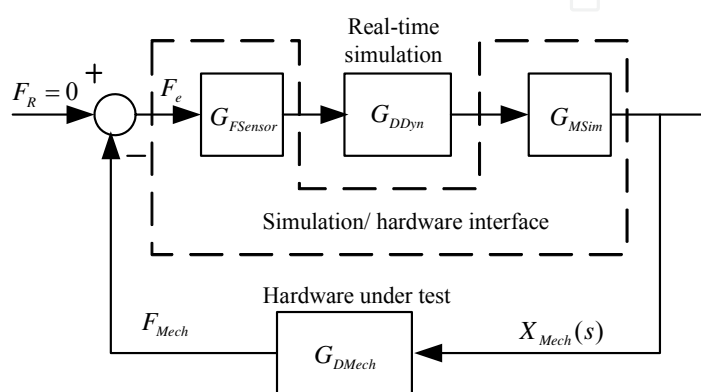 Real-time
simulation
+
F_R = 0
F_e
G_FSensor
G_DDyn
G_MSim
−
Simulation/ hardware interface
Hardware under test
F_Mech
G_DMech
X_Mech(s)